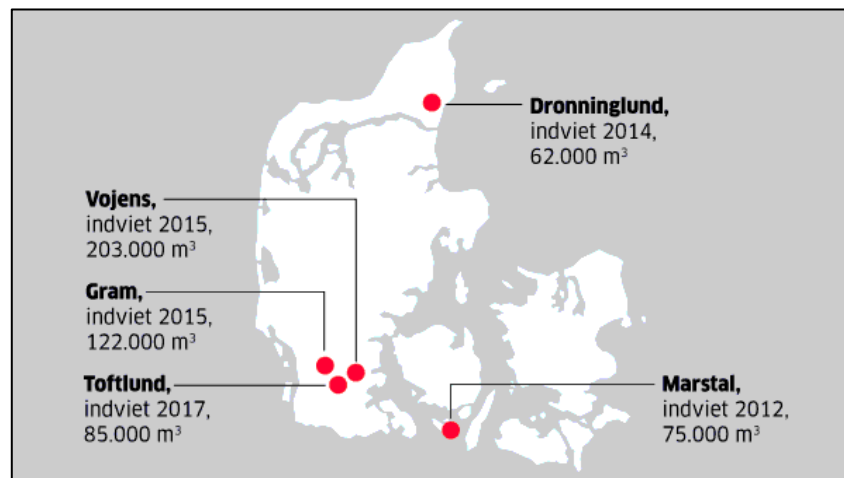 Dronninglund,
indviet 2014,
62.000 m³
Vojens,
indviet 2015,
203.000 m³
Gram,
indviet 2015,
122.000 m³
Toftlund,
indviet 2017,
85.000 m³
Marstal,
indviet 2012,
75.000 m³